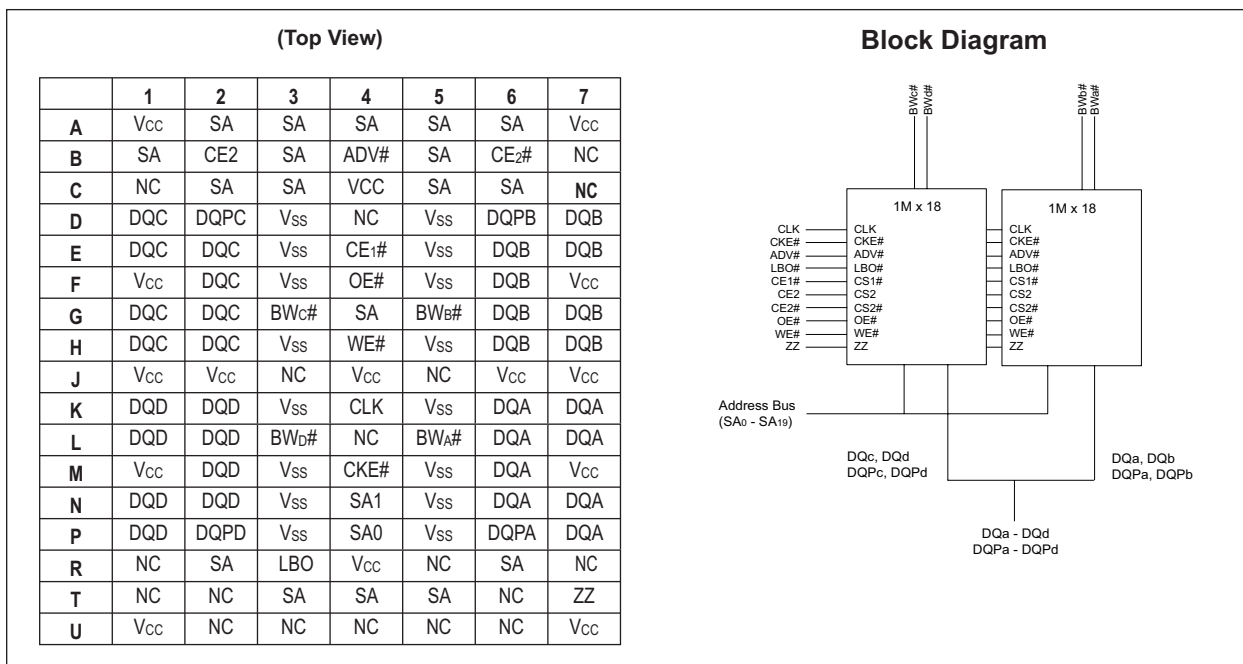 (Top View)
1 2 3 4 5 6 7
A Vcc SA SA SA SA SA Vcc
B SA CE2 SA ADV# SA CE2# NC
C NC SA SA VCC SA SA NC
D DQC DQPC Vss NC Vss DQPB DQB
E DQC DQC Vss CE1# Vss DQB DQB
F Vcc DQC Vss OE# Vss DQB Vcc
G DQC DQC BWc# SA BWB# DQB DQB
H DQC DQC Vss WE# Vss DQB DQB
J Vcc Vcc NC Vcc NC Vcc Vcc
K DQD DQD Vss CLK Vss DQA DQA
L DQD DQD BWD# NC BWA# DQA DQA
M Vcc DQD Vss CKE# Vss DQA Vcc
N DQD DQD Vss SA1 Vss DQA DQA
P DQD DQPD Vss SA0 Vss DQPA DQA
R NC SA LBO Vcc NC SA NC
T NC NC SA SA SA NC ZZ
U Vcc NC NC NC NC NC Vcc
Block Diagram
BWc#
BWd#
BWb#
BWa#
1M x 18
1M x 18
CLK CLK CLK
CKE# CKE# CKE#
ADV# ADV# ADV#
LBO# LBO# LBO#
CE1# CS1# CS1#
CE2 CS2 CS2
CE2# CS2# CS2#
OE# OE# OE#
WE# WE# WE#
ZZ ZZ ZZ
Address Bus
(SA0 - SA19)
DQc, DQd
DQPc, DQPd
DQa, DQb
DQPa, DQPb
DQa - DQd
DQPa - DQPd